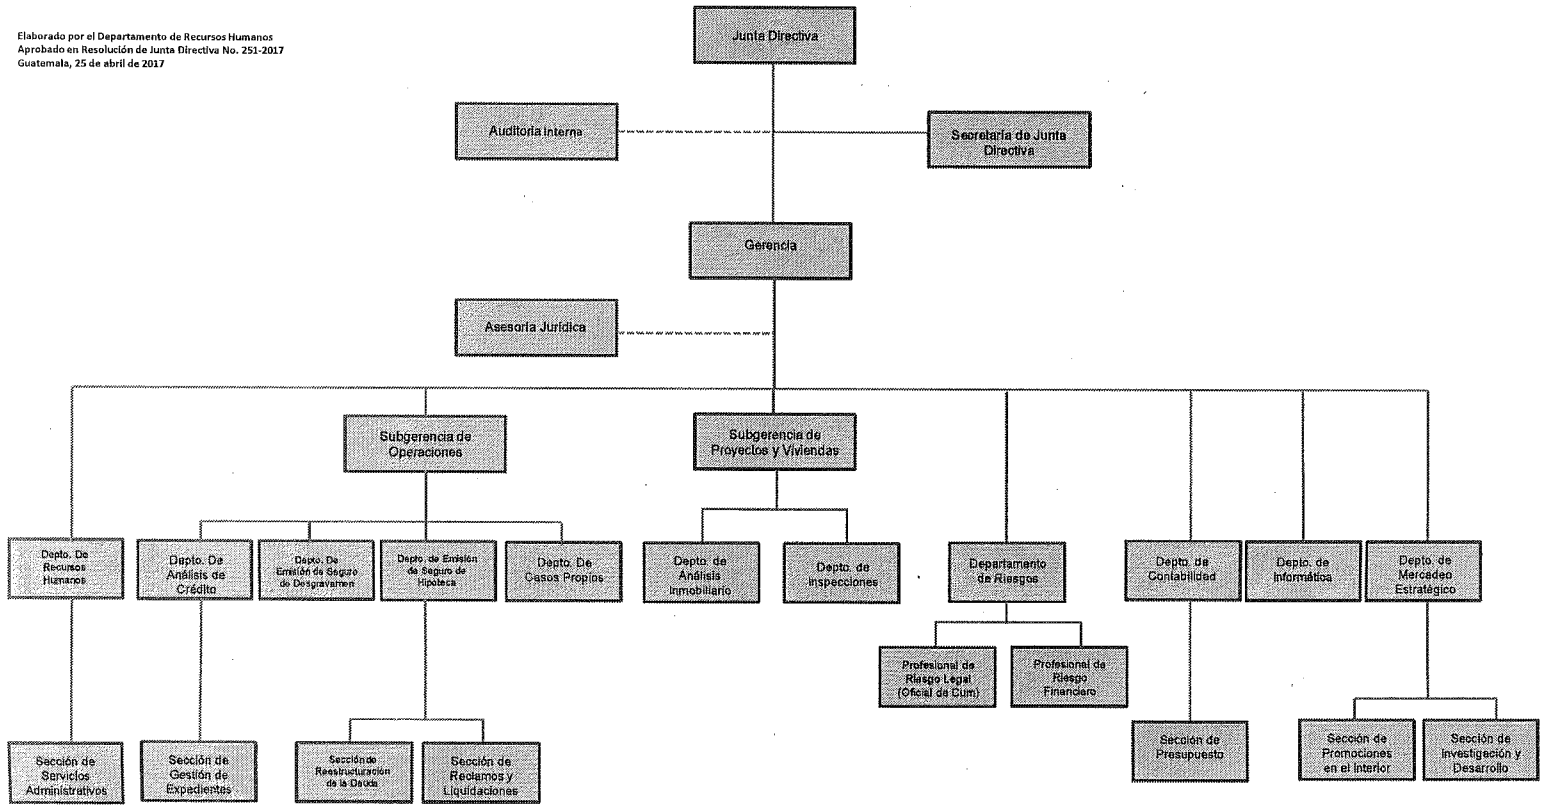 Elaborado por el Departamento de Recursos Humanos
Aprobado en Resolución de Junta Directiva No. 251-2017
Guatemala, 25 de abril de 2017
Junta Directiva
Auditoría Interna
Secretaría de Junta
Directiva
Gerencia
Asesoría Jurídica
Subgerencia de
Operaciones
Subgerencia de
Proyectos y Viviendas
Depto. De
Recursos
Humanos
Depto. De
Análisis de
Crédito
Depto. De
Emisión de Seguro
de Desgravamen
Depto. de Emisión
de Seguro de
Hipoteca
Depto. De
Casos Propios
Depto. de
Análisis
Inmobiliario
Depto. de
Inspecciones
Departamento
de Riesgos
Depto. de
Contabilidad
Depto. de
Informática
Depto. de
Mercadeo
Estratégico
Profesional de
Riesgo Legal
(Oficial de Cum)
Profesional de
Riesgo
Financiero
Sección de
Servicios
Administrativos
Sección de
Gestión de
Expedientes
Sección de
Reestructuración
de la Deuda
Sección de
Reclamos y
Liquidaciones
Sección de
Presupuesto
Sección de
Promociones
en el Interior
Sección de
Investigación y
Desarrollo